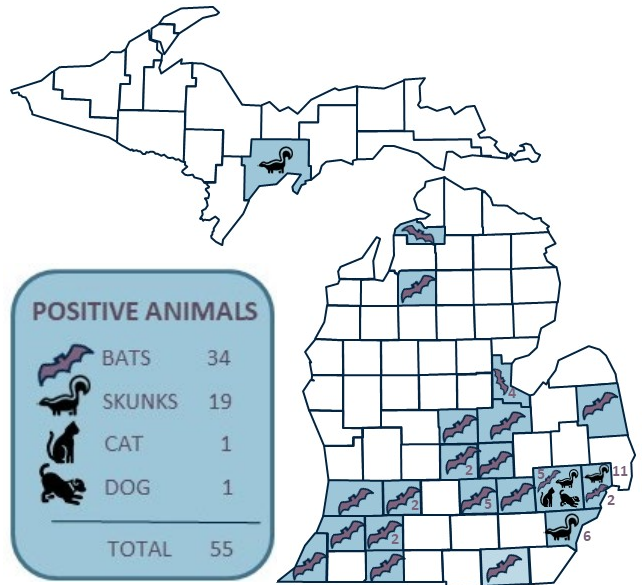 POSITIVE ANIMALS
BATS 34
SKUNKS 19
CAT 1
DOG 1
TOTAL 55
4
2
5 11
2 5 2
2 6